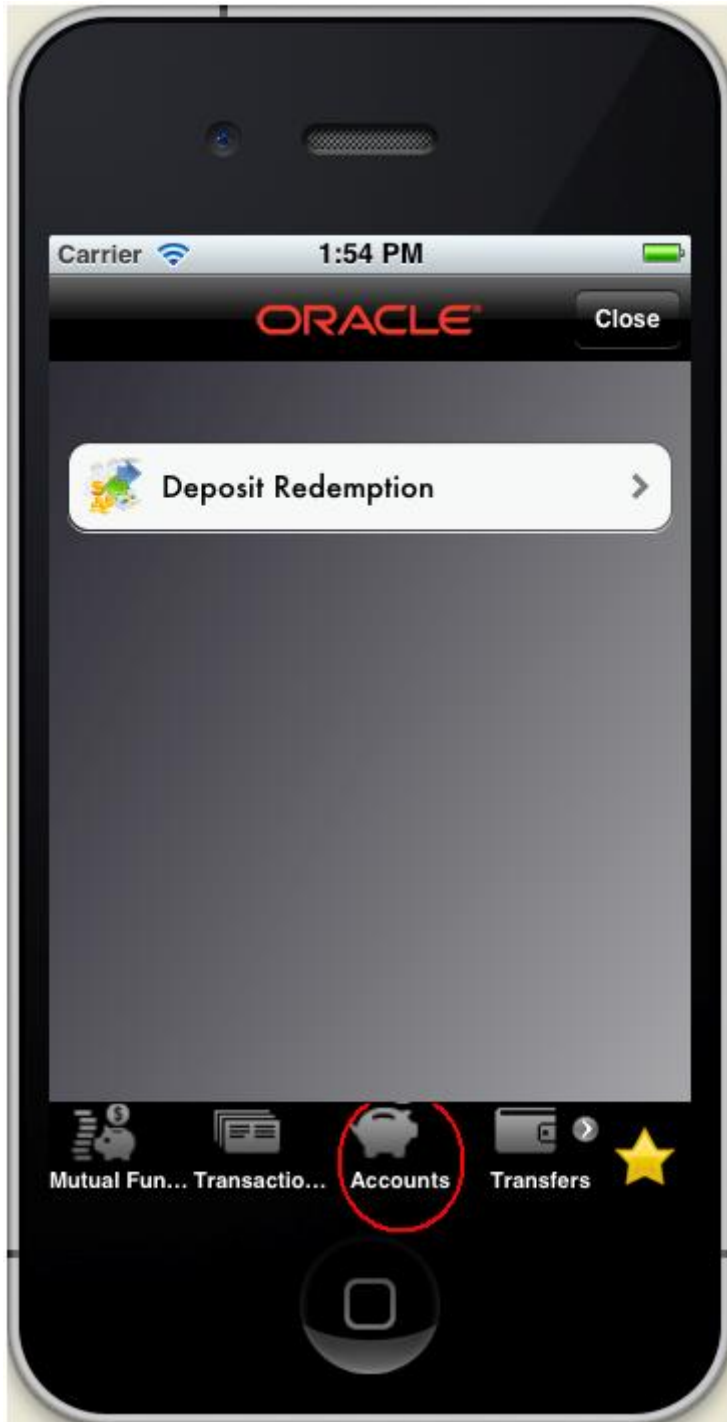 Carrier 1:54 PM
ORACLE Close
Deposit Redemption
Mutual Fun... Transactio... Accounts Transfers